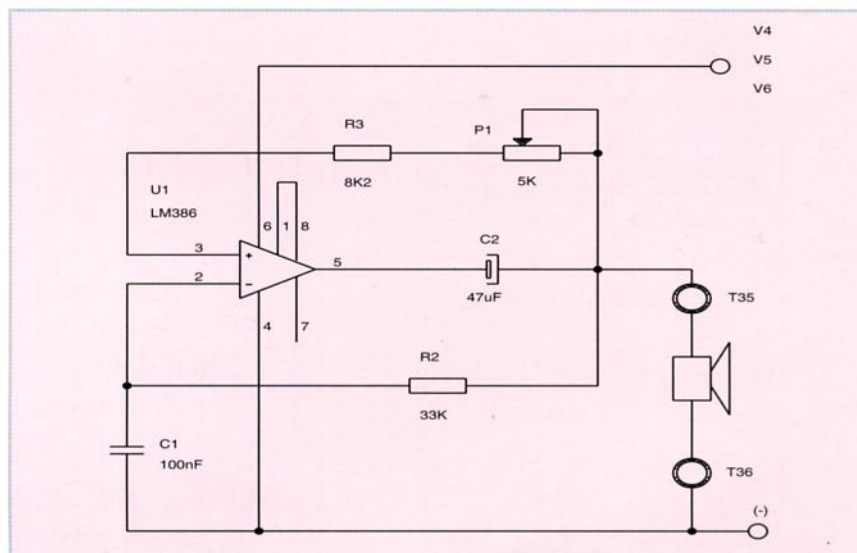 V4
V5
V6
R3
P1
8K2
5K
U1
LM386
6 1 8
3
+
C2
5
2
-
47uF
4
7
T35
R2
33K
C1
100nF
T36
(-)